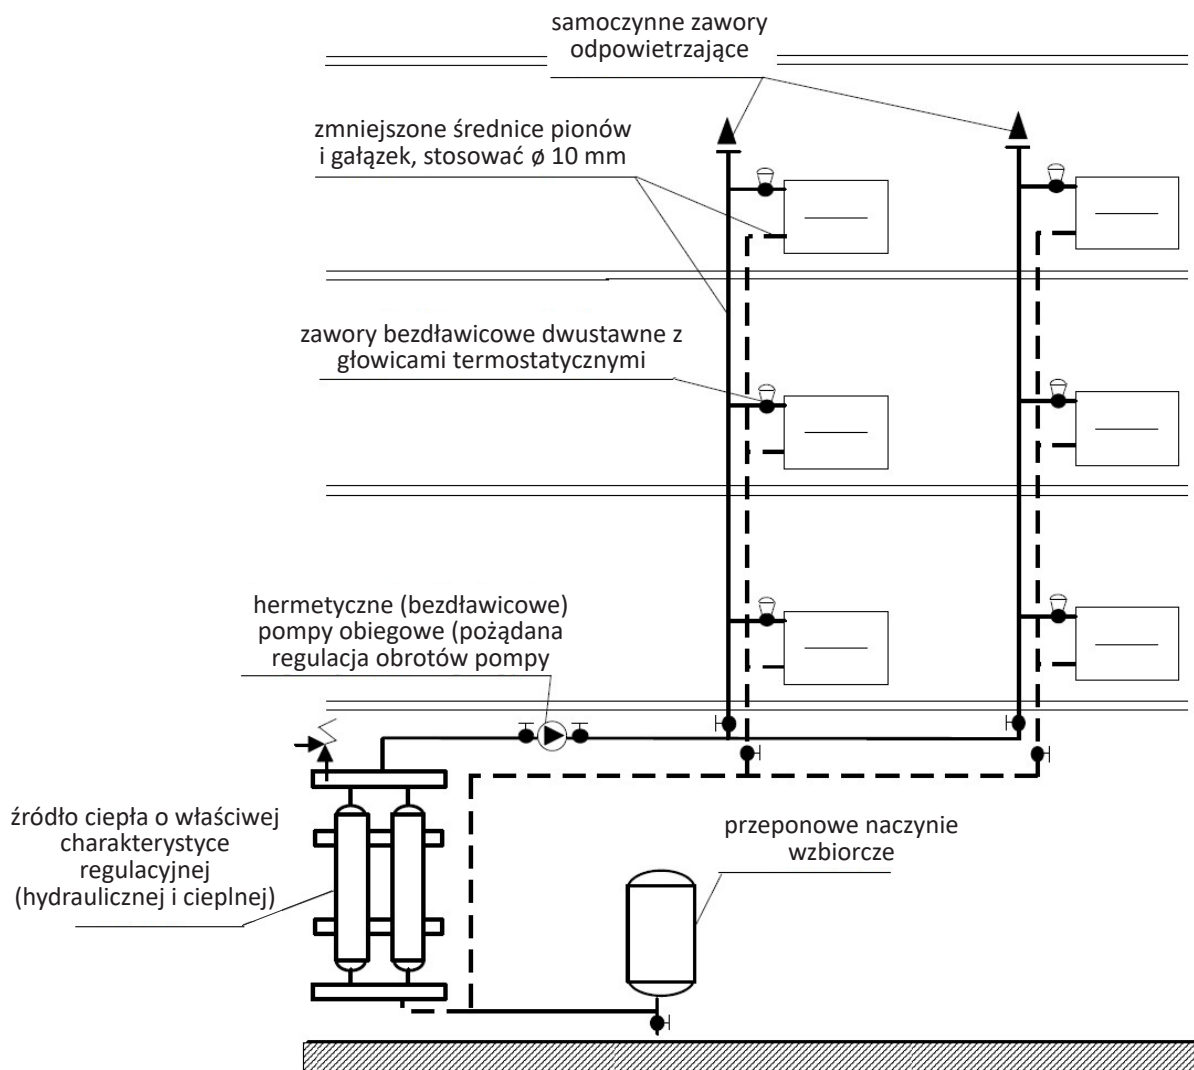 samoczynne zawory
odpowietrzające
zmniejszone średnice pionów
i gałązek, stosować ø 10 mm
zawory bezdławicowe dwustawne z
głowicami termostatycznymi
hermetyczne (bezdławicowe)
pompy obiegowe (pożądana
regulacja obrotów pompy
źródło ciepła o właściwej
charakterystyce
regulacyjnej
(hydraulicznej i cieplnej)
przeponowe naczynie
wzbiorcze